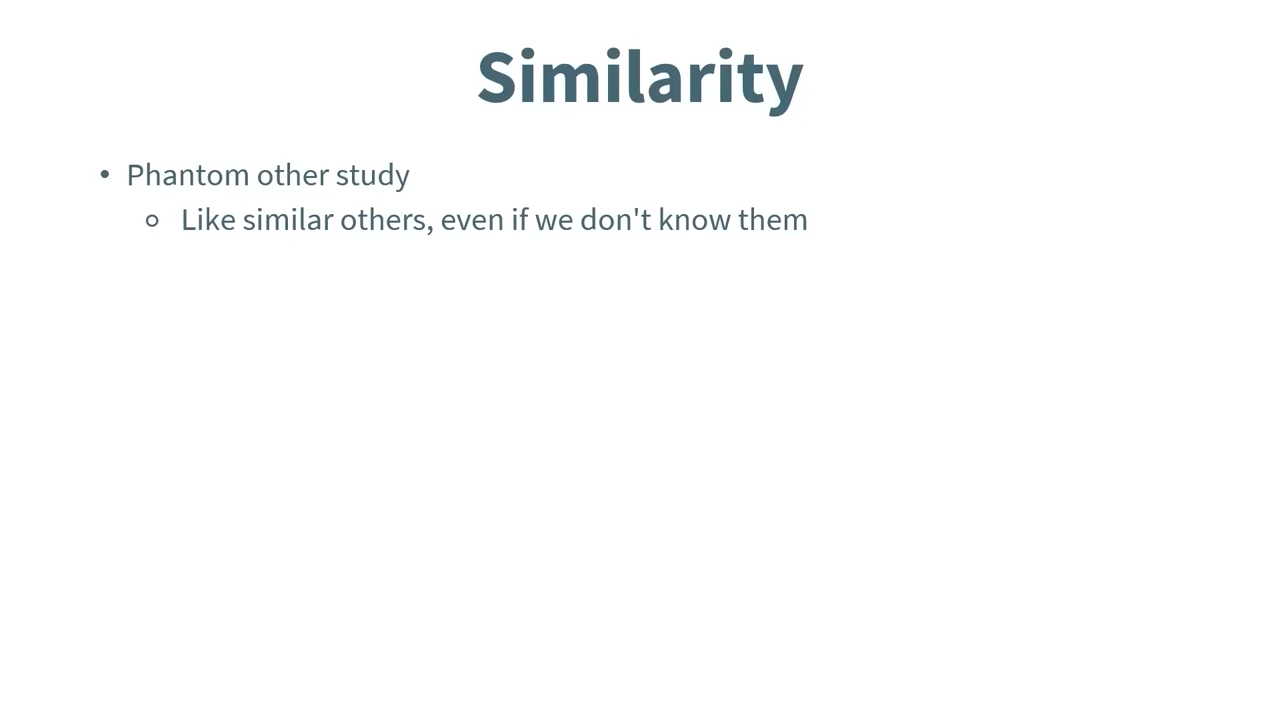 Similarity
• Phantom other study
○ Like similar others, even if we don't know them